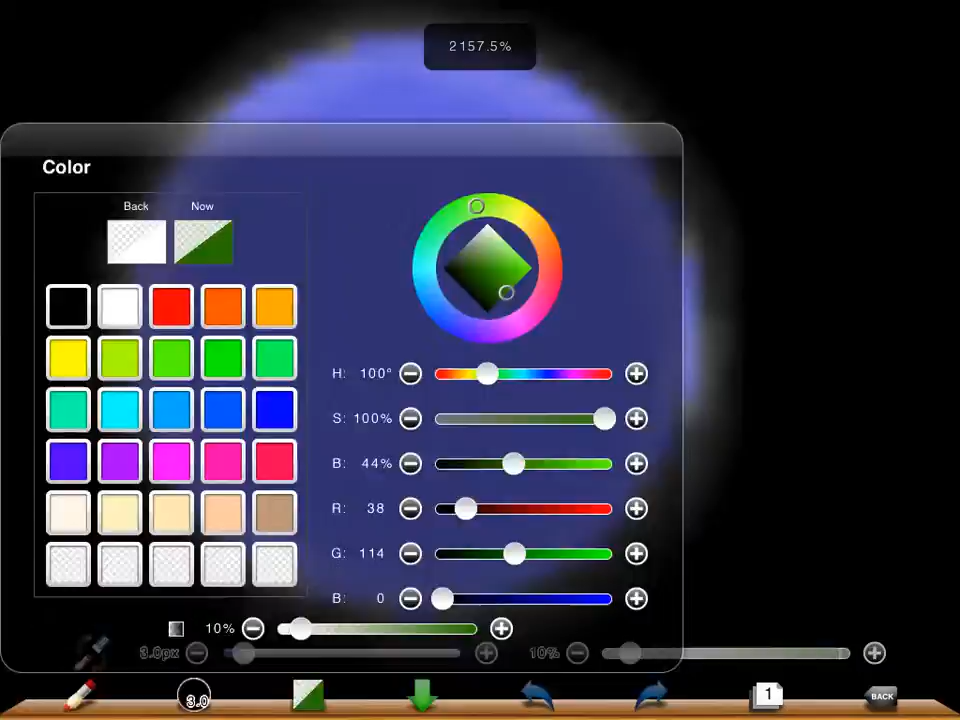 2157.5%
Color
Back Now
H: 100°
S: 100%
B: 44%
R: 38
G: 114
B: 0
10%
3.0px 10%
3.0
1
BACK